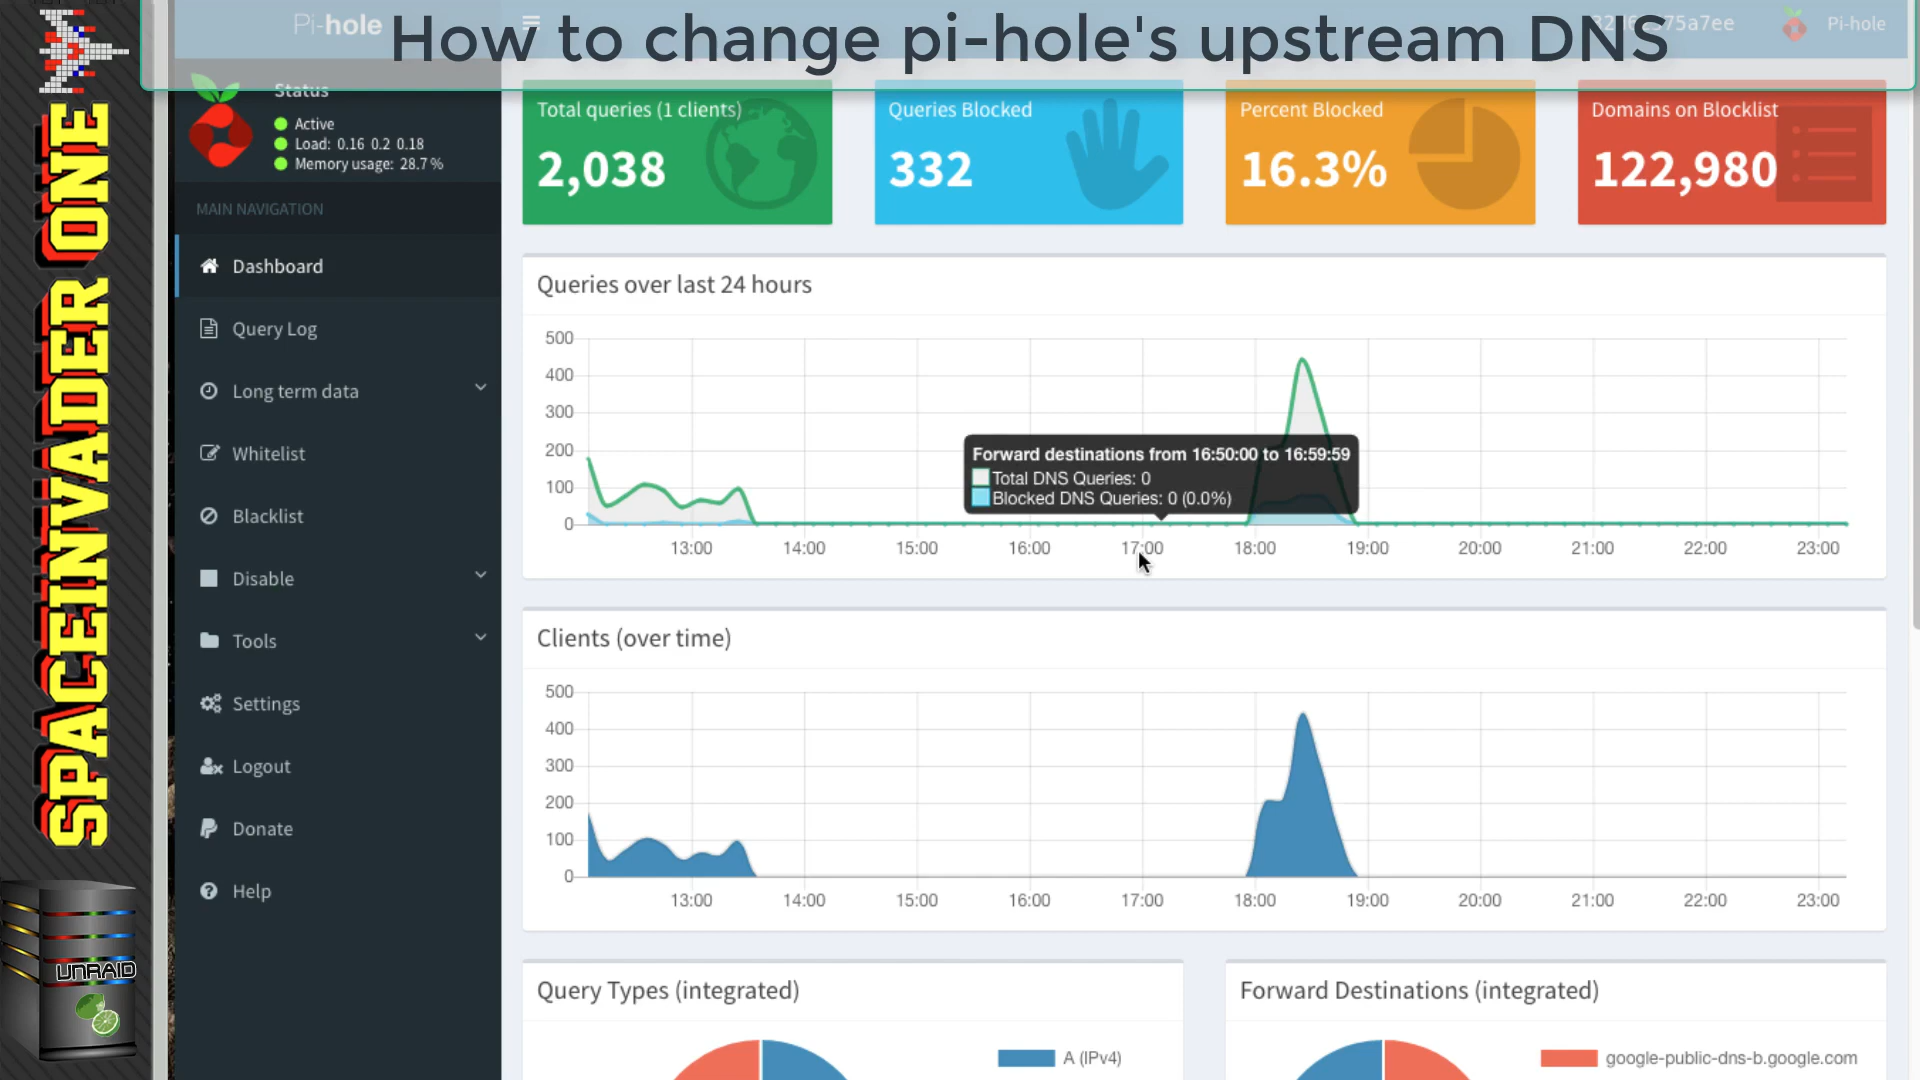 Pi-hole
How to change pi-hole's upstream DNS
Pi-hole
SPACEINVADER ONE
UNRAID
Status
Active
Load: 0.16 0.2 0.18
Memory usage: 28.7 %
MAIN NAVIGATION
Dashboard
Query Log
Long term data
Whitelist
Blacklist
Disable
Tools
Settings
Logout
Donate
Help
Total queries (1 clients)
2,038
Queries Blocked
332
Percent Blocked
16.3%
Domains on Blocklist
122,980
Queries over last 24 hours
500
400
300
200
100
0
Forward destinations from 16:50:00 to 16:59:59
Total DNS Queries: 0
Blocked DNS Queries: 0 (0.0%)
13:00 14:00 15:00 16:00 17:00 18:00 19:00 20:00 21:00 22:00 23:00
Clients (over time)
500
400
300
200
100
0
13:00 14:00 15:00 16:00 17:00 18:00 19:00 20:00 21:00 22:00 23:00
Query Types (integrated)
A (IPv4)
Forward Destinations (integrated)
google-public-dns-b.google.com